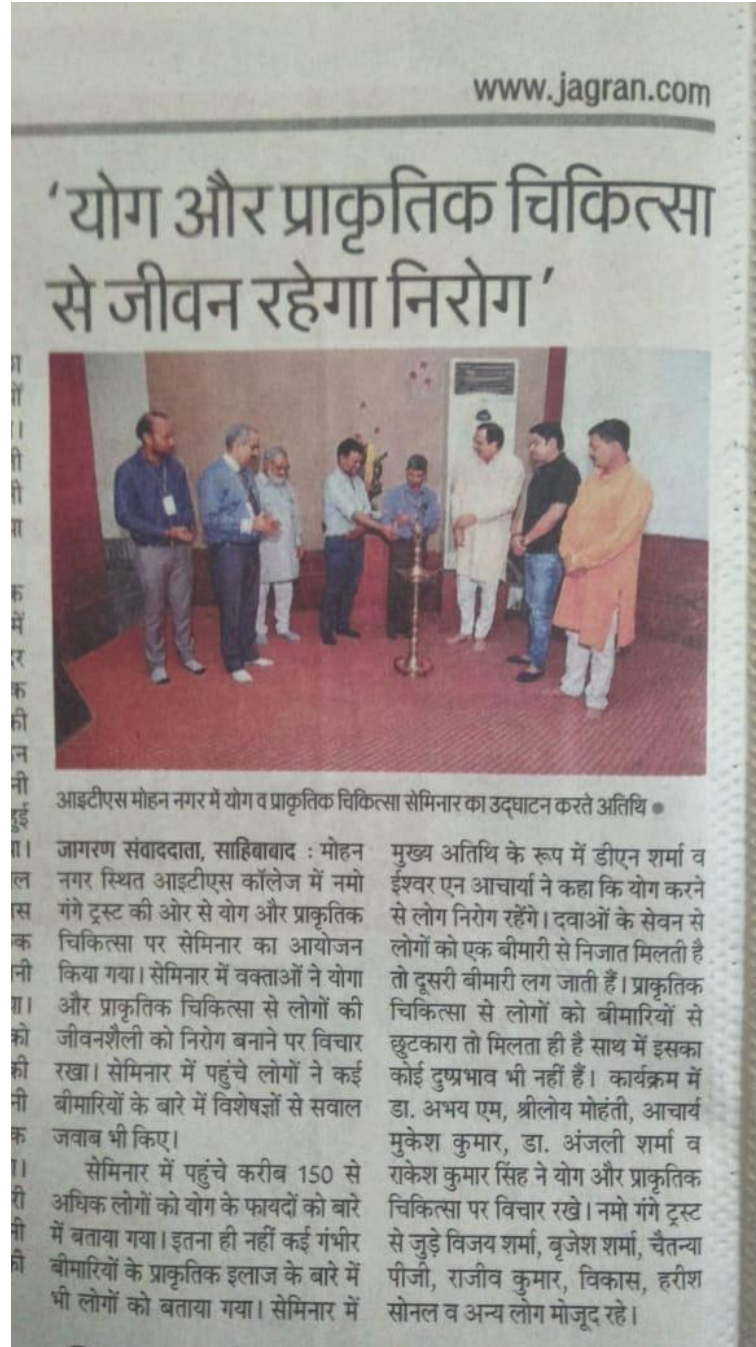 www.jagran.com
‘योग और प्राकृतिक चिकित्सा
से जीवन रहेगा निरोग’
आइटीएस मोहन नगर में योग व प्राकृतिक चिकित्सा सेमिनार का उद्घाटन करते अतिथि ●
जागरण संवाददाता, साहिबाबाद : मोहन
नगर स्थित आइटीएस कॉलेज में नमो
गंगे ट्रस्ट की ओर से योग और प्राकृतिक
चिकित्सा पर सेमिनार का आयोजन
किया गया। सेमिनार में वक्ताओं ने योगा
और प्राकृतिक चिकित्सा से लोगों की
जीवनशैली को निरोग बनाने पर विचार
रखा। सेमिनार में पहुंचे लोगों ने कई
बीमारियों के बारे में विशेषज्ञों से सवाल
जवाब भी किए।
सेमिनार में पहुंचे करीब 150 से
अधिक लोगों को योग के फायदों को बारे
में बताया गया। इतना ही नहीं कई गंभीर
बीमारियों के प्राकृतिक इलाज के बारे में
भी लोगों को बताया गया। सेमिनार में
मुख्य अतिथि के रूप में डीएन शर्मा व
ईश्वर एन आचार्या ने कहा कि योग करने
से लोग निरोग रहेंगे। दवाओं के सेवन से
लोगों को एक बीमारी से निजात मिलती है
तो दूसरी बीमारी लग जाती हैं। प्राकृतिक
चिकित्सा से लोगों को बीमारियों से
छुटकारा तो मिलता ही है साथ में इसका
कोई दुष्प्रभाव भी नहीं हैं। कार्यक्रम में
डा. अभय एम, श्रीलोय मोहंती, आचार्य
मुकेश कुमार, डा. अंजली शर्मा व
राकेश कुमार सिंह ने योग और प्राकृतिक
चिकित्सा पर विचार रखे। नमो गंगे ट्रस्ट
से जुड़े विजय शर्मा, बृजेश शर्मा, चैतन्या
पीजी, राजीव कुमार, विकास, हरीश
सोनल व अन्य लोग मोजूद रहे।